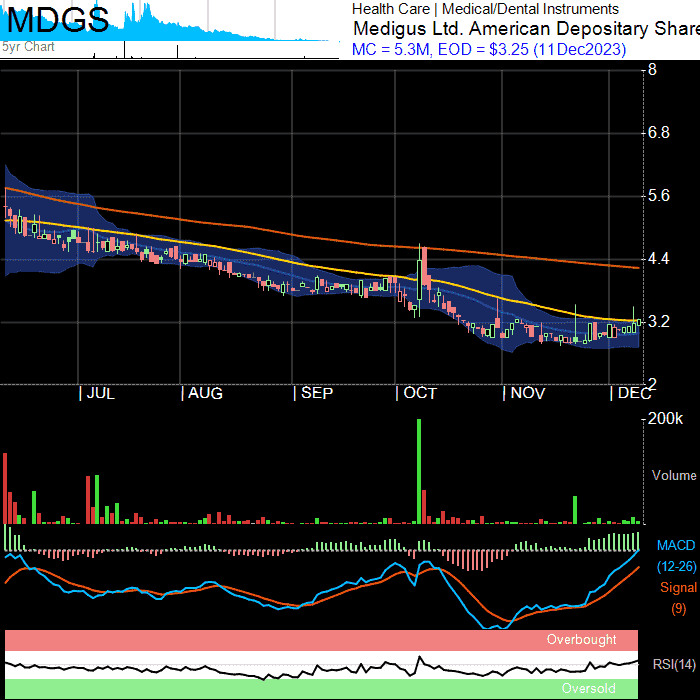 MDGS
5yr Chart
Health Care | Medical/Dental Instruments
Medigus Ltd. American Depositary Share
MC = 5.3M, EOD = $3.25 (11Dec2023)
8
6.8
5.6
4.4
3.2
2
| JUL | AUG | SEP | OCT | NOV | DEC
200k
Volume
MACD
(12-26)
Signal
(9)
Overbought
RSI(14)
Oversold